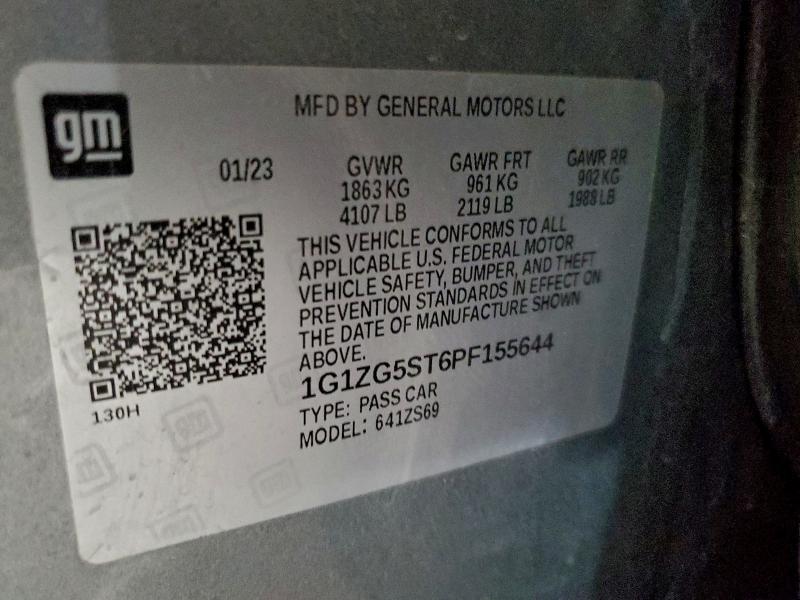 gm
MFD BY GENERAL MOTORS LLC
01/23 GVWR GAWR FRT GAWR RR
1863 KG 961 KG 902 KG
4107 LB 2119 LB 1988 LB
THIS VEHICLE CONFORMS TO ALL
APPLICABLE U.S. FEDERAL MOTOR
VEHICLE SAFETY, BUMPER, AND THEFT
PREVENTION STANDARDS IN EFFECT ON
THE DATE OF MANUFACTURE SHOWN
ABOVE.
1G1ZG5ST6PF155644
TYPE: PASS CAR
MODEL: 641ZS69
130H